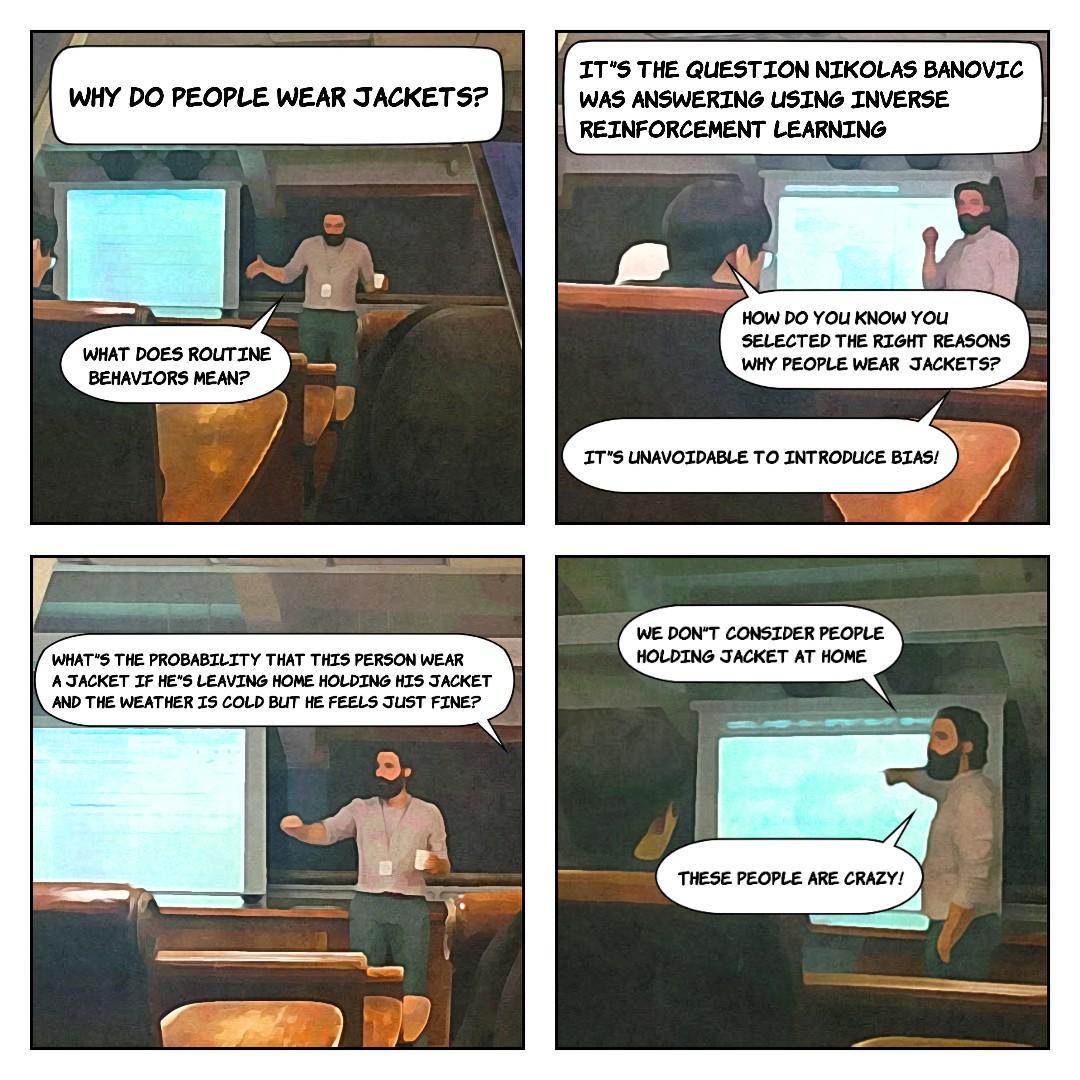 WHY DO PEOPLE WEAR JACKETS?
WHAT DOES ROUTINE
BEHAVIORS MEAN?
IT"S THE QUESTION NIKOLAS BANOVIC
WAS ANSWERING USING INVERSE
REINFORCEMENT LEARNING
HOW DO YOU KNOW YOU
SELECTED THE RIGHT REASONS
WHY PEOPLE WEAR JACKETS?
IT"S UNAVOIDABLE TO INTRODUCE BIAS!
WHAT"S THE PROBABILITY THAT THIS PERSON WEAR
A JACKET IF HE"S LEAVING HOME HOLDING HIS JACKET
AND THE WEATHER IS COLD BUT HE FEELS JUST FINE?
WE DON"T CONSIDER PEOPLE
HOLDING JACKET AT HOME
THESE PEOPLE ARE CRAZY!